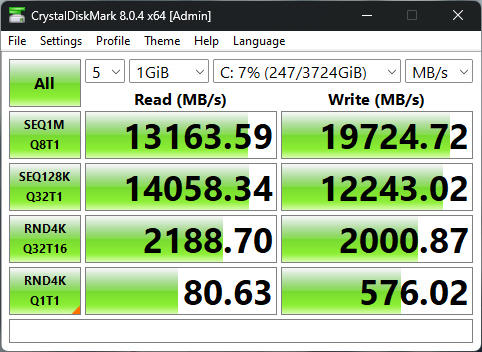 CrystalDiskMark 8.0.4 x64 [Admin]
File Settings Profile Theme Help Language
All 5 1GiB C: 7% (247/3724GiB) MB/s
Read (MB/s) Write (MB/s)
SEQ1M
Q8T1
13163.59 19724.72
SEQ128K
Q32T1
14058.34 12243.02
RND4K
Q32T16
2188.70 2000.87
RND4K
Q1T1
80.63 576.02